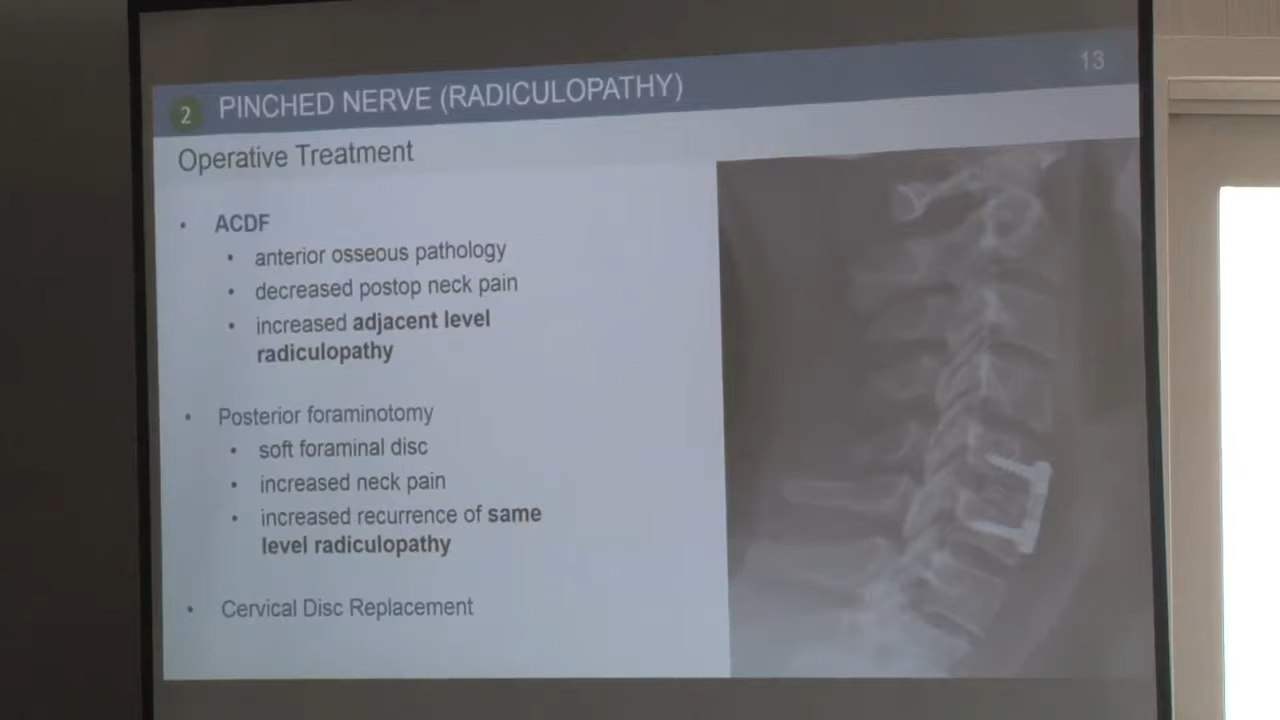 13
2 PINCHED NERVE (RADICULOPATHY)
Operative Treatment
• ACDF
• anterior osseous pathology
• decreased postop neck pain
• increased adjacent level
radiculopathy
• Posterior foraminotomy
• soft foraminal disc
• increased neck pain
• increased recurrence of same
level radiculopathy
• Cervical Disc Replacement